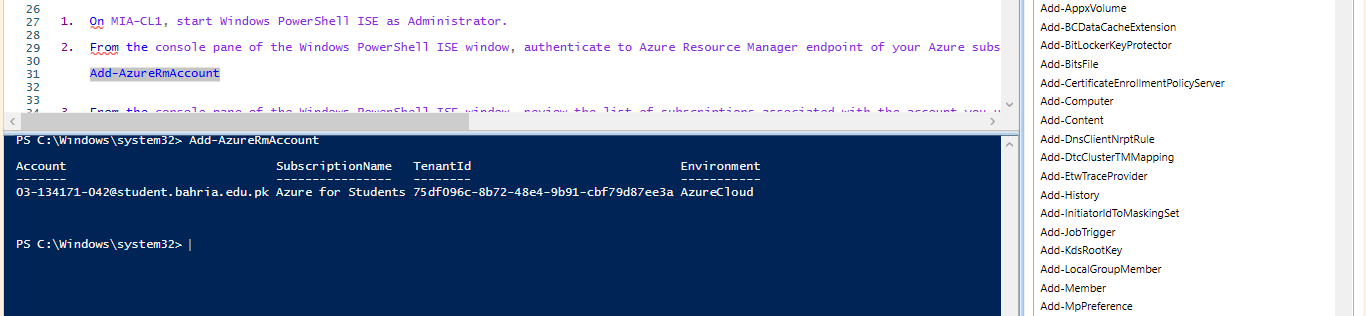 26
27 1. On MIA-CL1, start Windows PowerShell ISE as Administrator.
28
29 2. From the console pane of the Windows PowerShell ISE window, authenticate to Azure Resource Manager endpoint of your Azure subs
30
31 Add-AzureRmAccount
32
33
34 3. From the console pane of the Windows PowerShell ISE window, review the list of subscriptions associated with the account you u
PS C:\Windows\system32> Add-AzureRmAccount
Account SubscriptionName TenantId Environment
------- ---------------- -------- -----------
03-134171-042@student.bahria.edu.pk Azure for Students 75df096c-8b72-48e4-9b91-cbf79d87ee3a AzureCloud
PS C:\Windows\system32>
Add-AppxVolume
Add-BCDataCacheExtension
Add-BitLockerKeyProtector
Add-BitsFile
Add-CertificateEnrollmentPolicyServer
Add-Computer
Add-Content
Add-DnsClientNrptRule
Add-DtcClusterTMMapping
Add-EtwTraceProvider
Add-History
Add-InitiatorIdToMaskingSet
Add-JobTrigger
Add-KdsRootKey
Add-LocalGroupMember
Add-Member
Add-MpPreference